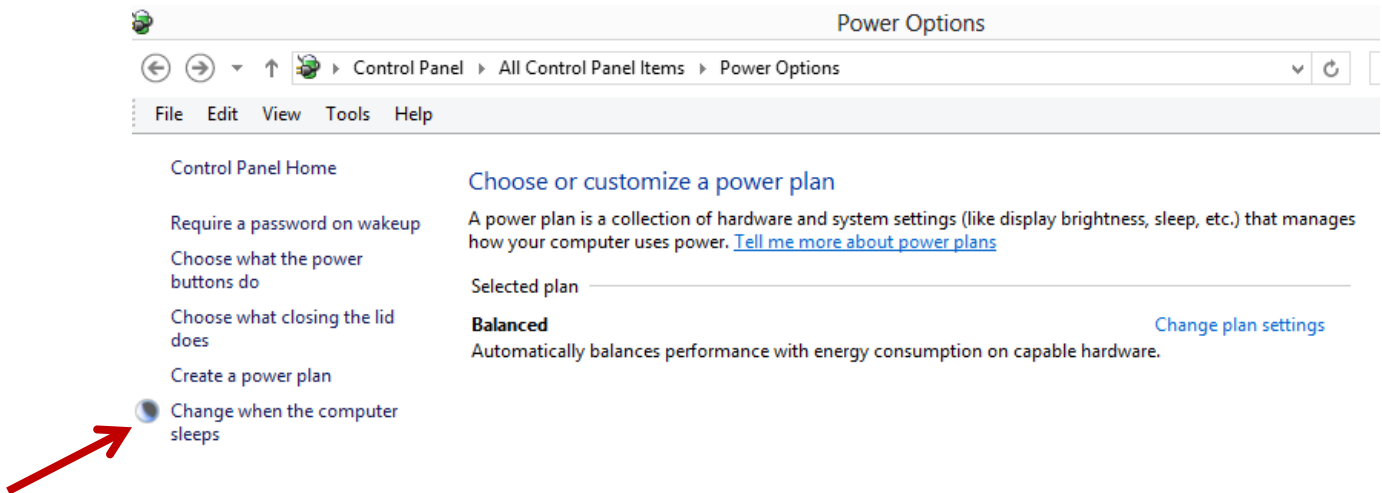 Power Options
Control Panel ▸ All Control Panel Items ▸ Power Options
File Edit View Tools Help
Control Panel Home
Require a password on wakeup
Choose what the power
buttons do
Choose what closing the lid
does
Create a power plan
Change when the computer
sleeps
Choose or customize a power plan
A power plan is a collection of hardware and system settings (like display brightness, sleep, etc.) that manages
how your computer uses power. Tell me more about power plans
Selected plan
Balanced
Change plan settings
Automatically balances performance with energy consumption on capable hardware.